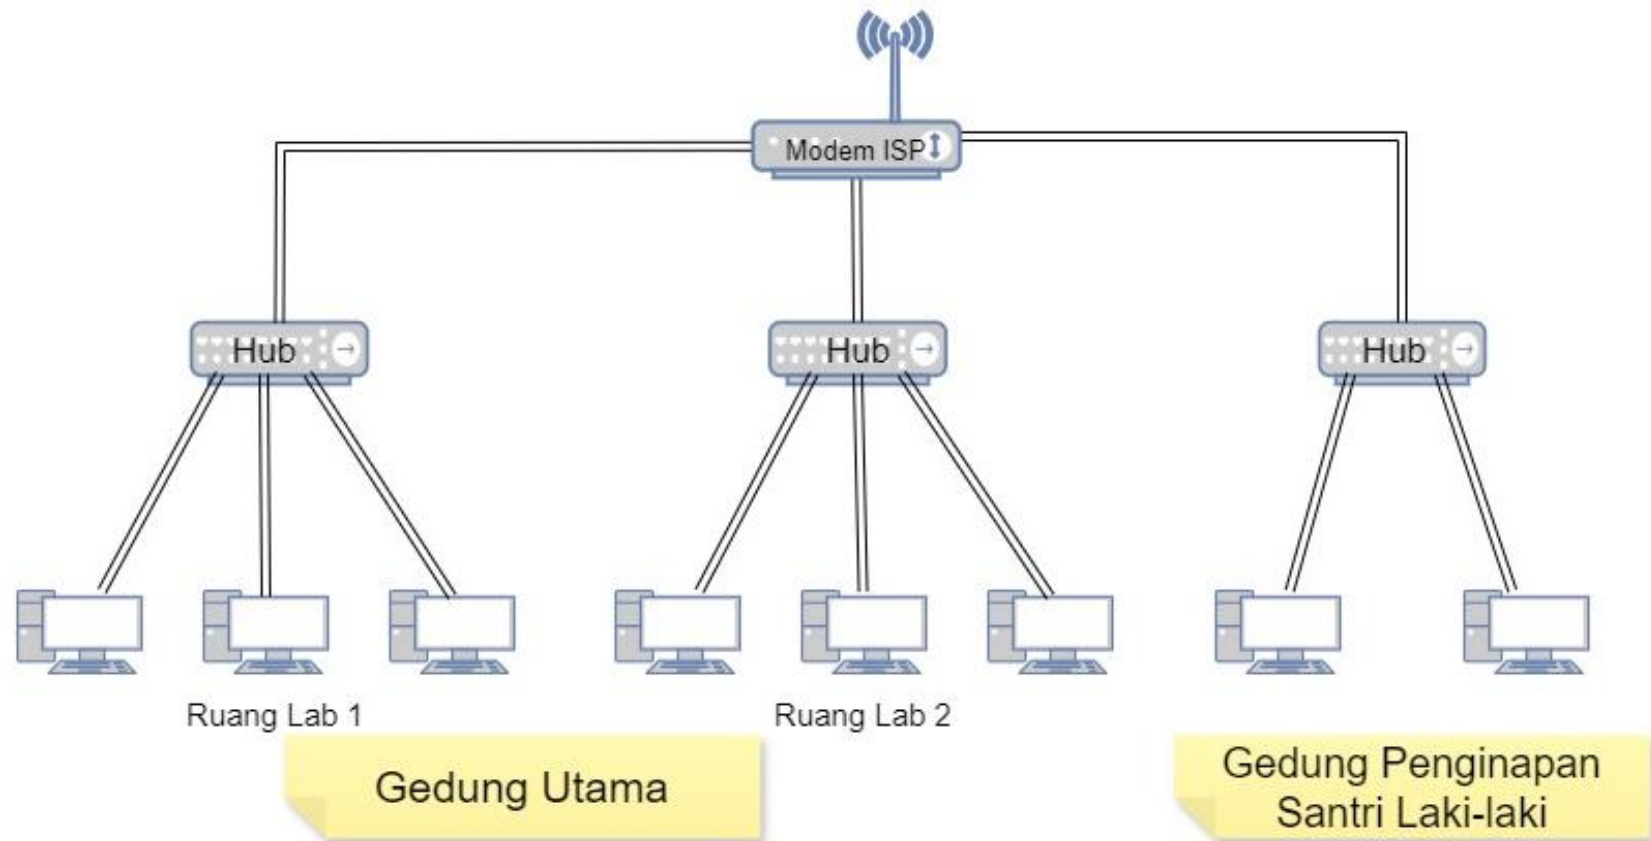 Modem ISP
Hub
Hub
Hub
Ruang Lab 1
Ruang Lab 2
Gedung Utama
Gedung Penginapan
Santri Laki-laki